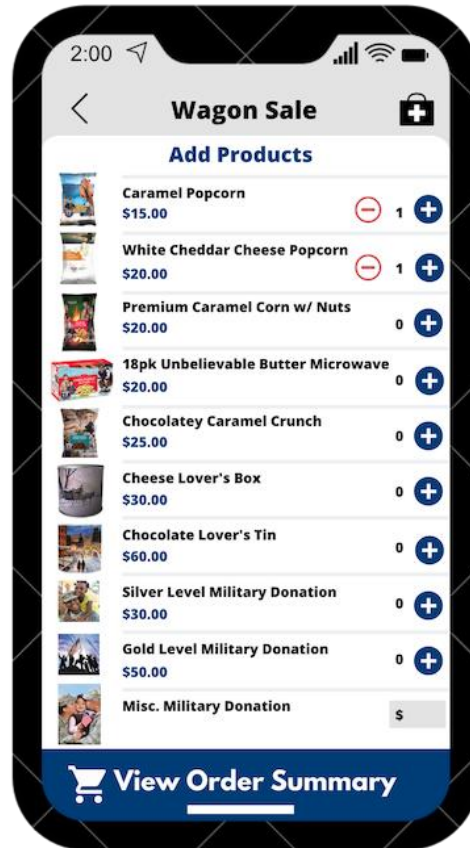 2:00
Wagon Sale
Add Products
Caramel Popcorn
$15.00
1
White Cheddar Cheese Popcorn
$20.00
1
Premium Caramel Corn w/ Nuts
$20.00
0
18pk Unbelievable Butter Microwave
$20.00
0
Chocolatey Caramel Crunch
$25.00
0
Cheese Lover's Box
$30.00
0
Chocolate Lover's Tin
$60.00
0
Silver Level Military Donation
$30.00
0
Gold Level Military Donation
$50.00
0
Misc. Military Donation
$
View Order Summary